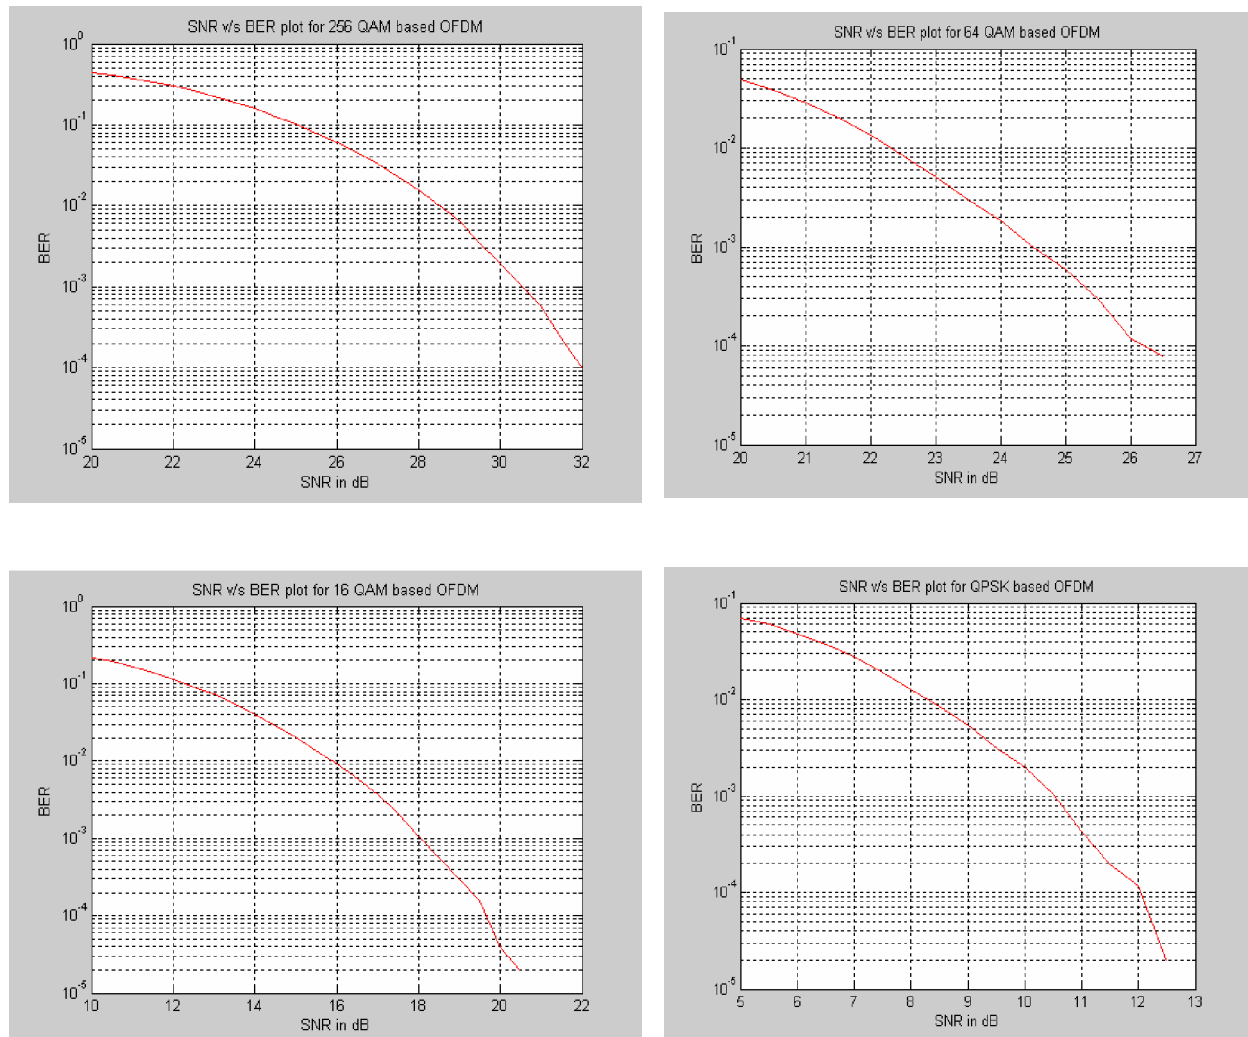 SNR v/s BER plot for 256 QAM based OFDM
10^0
10^-1
10^-2
10^-3
10^-4
10^-5
BER
20 22 24 26 28 30 32
SNR in dB
SNR v/s BER plot for 64 QAM based OFDM
10^-1
10^-2
10^-3
10^-4
10^-5
BER
20 21 22 23 24 25 26 27
SNR in dB
SNR v/s BER plot for 16 QAM based OFDM
10^0
10^-1
10^-2
10^-3
10^-4
10^-5
BER
10 12 14 16 18 20 22
SNR in dB
SNR v/s BER plot for QPSK based OFDM
10^-1
10^-2
10^-3
10^-4
10^-5
BER
5 6 7 8 9 10 11 12 13
SNR in dB